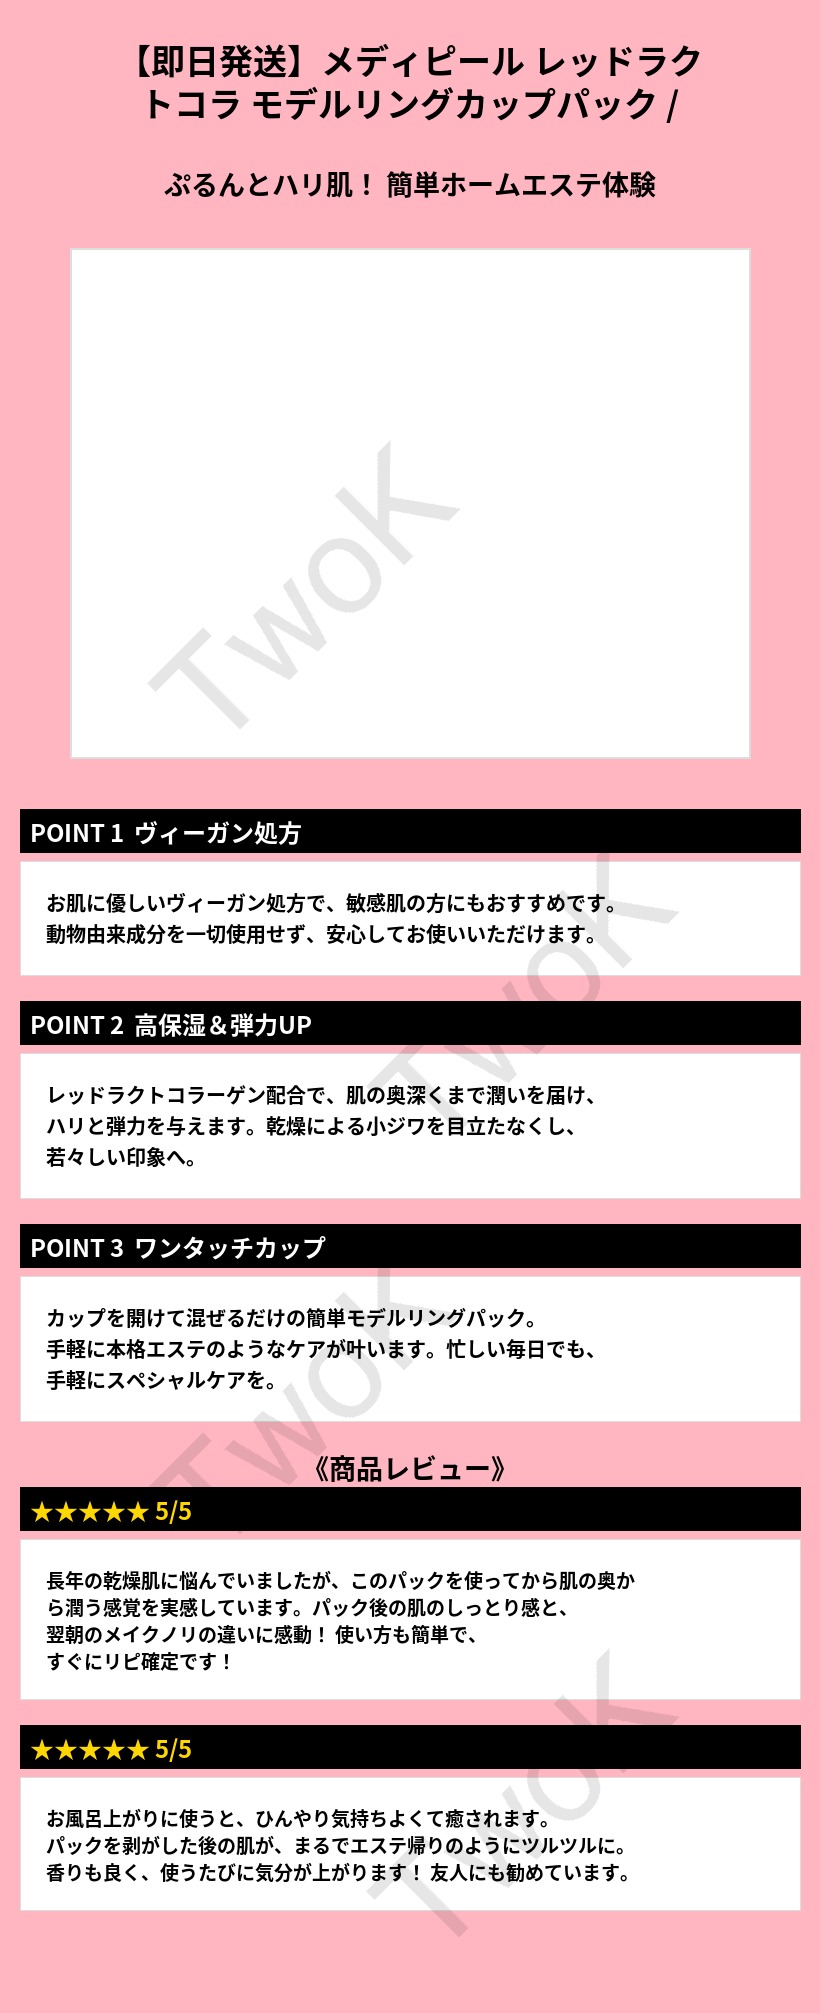 【即日発送】メディピール レッドラク
トコラ モデルリングカップパック /
ぷるんとハリ肌！ 簡単ホームエステ体験
TwoK
POINT 1 ヴィーガン処方
お肌に優しいヴィーガン処方で、敏感肌の方にもおすすめです。
動物由来成分を一切使用せず、安心してお使いいただけます。
TwoK
POINT 2 高保湿＆弾力UP
レッドラクトコラーゲン配合で、肌の奥深くまで潤いを届け、
ハリと弾力を与えます。乾燥による小ジワを目立たなくし、
若々しい印象へ。
POINT 3 ワンタッチカップ
カップを開けて混ぜるだけの簡単モデルリングパック。
手軽に本格エステのようなケアが叶います。忙しい毎日でも、
手軽にスペシャルケアを。
TwoK
《商品レビュー》
★★★★★ 5/5
長年の乾燥肌に悩んでいましたが、このパックを使ってから肌の奥か
ら潤う感覚を実感しています。パック後の肌のしっとり感と、
翌朝のメイクノリの違いに感動！ 使い方も簡単で、
すぐにリピ確定です！
★★★★★ 5/5
お風呂上がりに使うと、ひんやり気持ちよくて癒されます。
パックを剥がした後の肌が、まるでエステ帰りのようにツルツルに。
香りも良く、使うたびに気分が上がります！ 友人にも勧めています。
TwoK